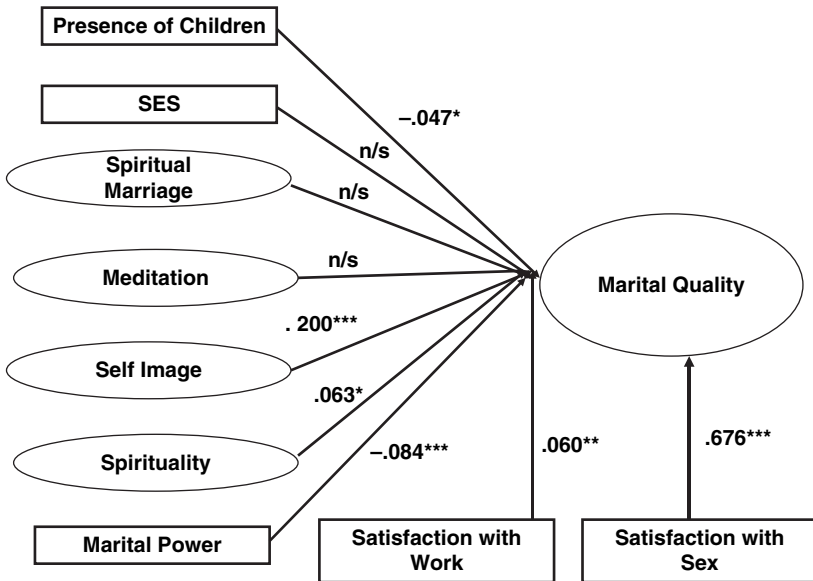 Presence of Children
–.047*
SES
n/s
Spiritual
Marriage
n/s
Meditation
n/s
Marital Quality
. 200***
Self Image
.063*
Spirituality
–.084***
.060**
.676***
Marital Power
Satisfaction with
Work
Satisfaction with
Sex